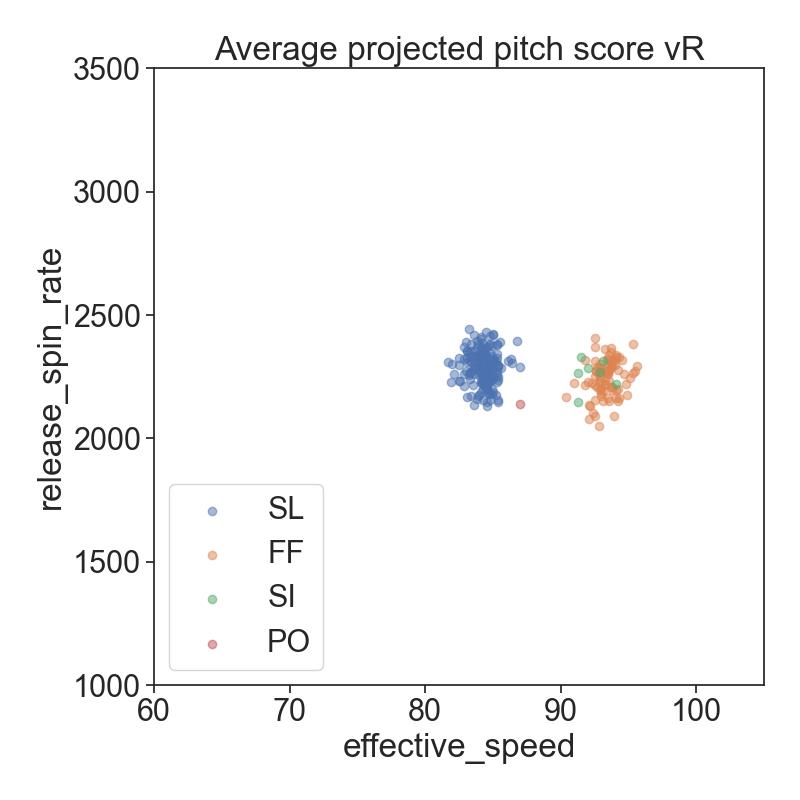 Average projected pitch score vR
3500
3000
2500
2000
1500
1000
release_spin_rate
SL
FF
SI
PO
60
70
80
90
100
effective_speed